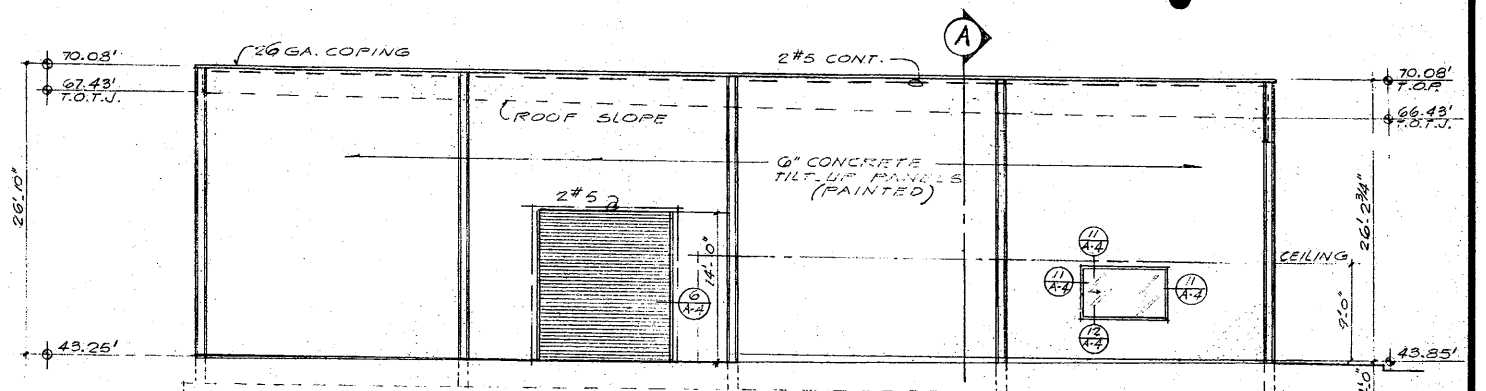 70.08'
67.43'
T.O.T.J.
26 GA. COPING
2 #5 CONT.
A
70.08'
T.O.P.
66.43'
T.O.T.J.
ROOF SLOPE
6" CONCRETE
TILT-UP PANELS
(PAINTED)
26'-10"
2 #5
14'-0"
6
A-4
11
A-4
11
A-4
11
A-4
12
A-4
CEILING
26'-2¾"
9'-0"
43.25'
43.85'